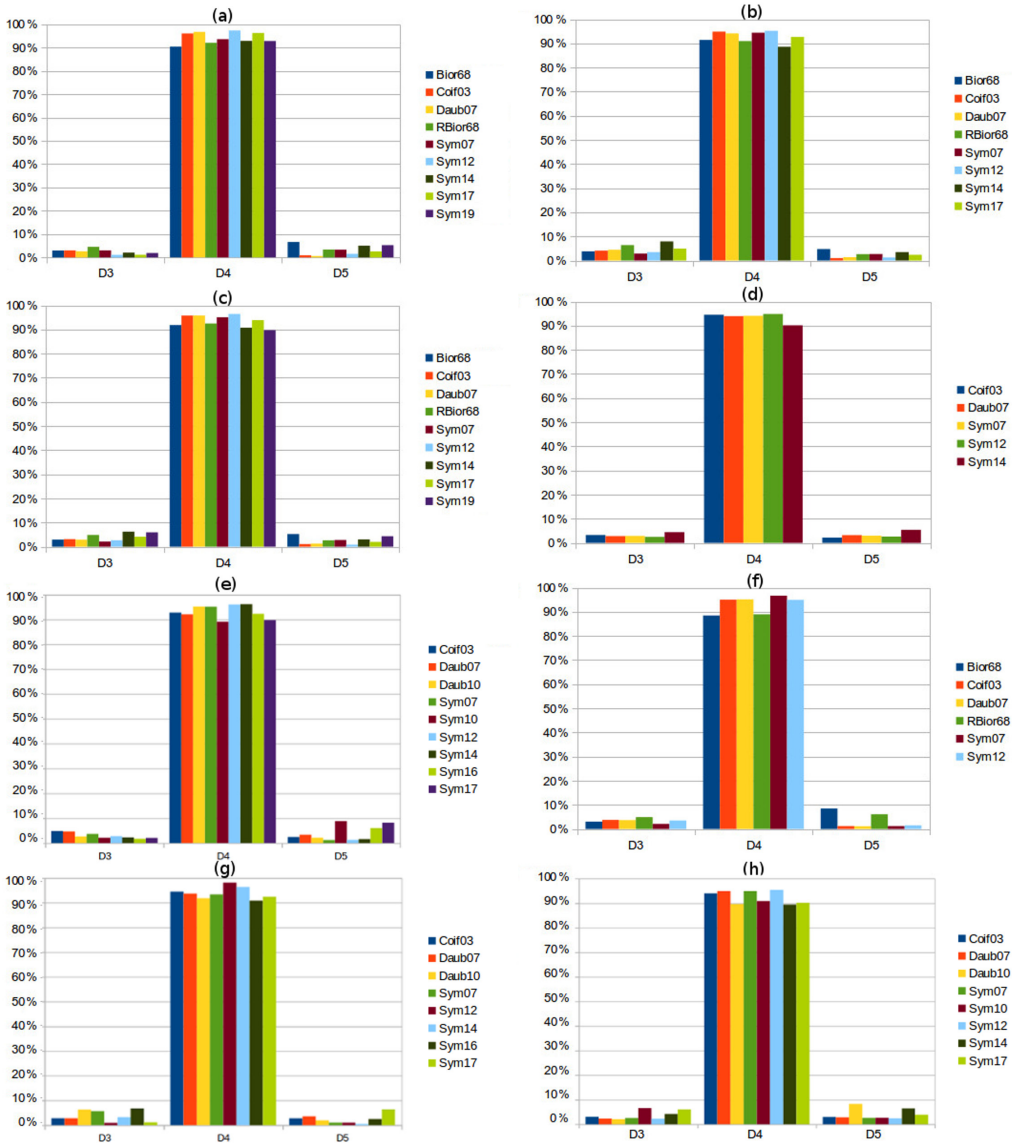 (a)
100 %
90 %
80 %
70 %
60 %
50 %
40 %
30 %
20 %
10 %
0 %
D3 D4 D5
Bior68
Coif03
Daub07
RBior68
Sym07
Sym12
Sym14
Sym17
Sym19
(b)
100 %
90 %
80 %
70 %
60 %
50 %
40 %
30 %
20 %
10 %
0 %
D3 D4 D5
Bior68
Coif03
Daub07
RBior68
Sym07
Sym12
Sym14
Sym17
(c)
100 %
90 %
80 %
70 %
60 %
50 %
40 %
30 %
20 %
10 %
0 %
D3 D4 D5
Bior68
Coif03
Daub07
RBior68
Sym07
Sym12
Sym14
Sym17
Sym19
(d)
100 %
90 %
80 %
70 %
60 %
50 %
40 %
30 %
20 %
10 %
0 %
D3 D4 D5
Coif03
Daub07
Sym07
Sym12
Sym14
(e)
100 %
90 %
80 %
70 %
60 %
50 %
40 %
30 %
20 %
10 %
0 %
D3 D4 D5
Coif03
Daub07
Daub10
Sym07
Sym10
Sym12
Sym14
Sym16
Sym17
(f)
100 %
90 %
80 %
70 %
60 %
50 %
40 %
30 %
20 %
10 %
0 %
D3 D4 D5
Bior68
Coif03
Daub07
RBior68
Sym07
Sym12
(g)
100 %
90 %
80 %
70 %
60 %
50 %
40 %
30 %
20 %
10 %
0 %
D3 D4 D5
Coif03
Daub07
Daub10
Sym07
Sym12
Sym14
Sym16
Sym17
(h)
100 %
90 %
80 %
70 %
60 %
50 %
40 %
30 %
20 %
10 %
0 %
D3 D4 D5
Coif03
Daub07
Daub10
Sym07
Sym10
Sym12
Sym14
Sym17